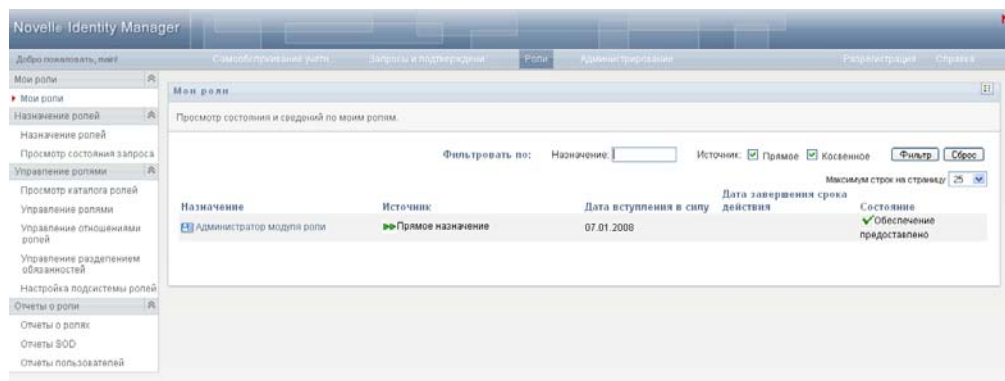 Novell® Identity Manager
Добро пожаловать,
Самообслуживание учетн.
Запросы и подтверждени
Роли
Администрирование
Разрегистрация
Справка
Мои роли
Мои роли
Назначение ролей
Назначение ролей
Просмотр состояния запроса
Управление ролями
Просмотр каталога ролей
Управление ролями
Управление отношениями
ролей
Управление разделением
обязанностей
Настройка подсистемы ролей
Отчеты о роли
Отчеты о ролях
Отчеты SOD
Отчеты пользователей
Мои роли
Просмотр состояния и сведений по моим ролям.
Фильтровать по: Назначение: Источник: Прямое Косвенное Фильтр Сброс
Максимум строк на страницу 25
Назначение Источник Дата вступления в силу Дата завершения срока действия Состояние
Администратор модуля роли Прямое назначение 07.01.2008 Обеспечение
предоставлено